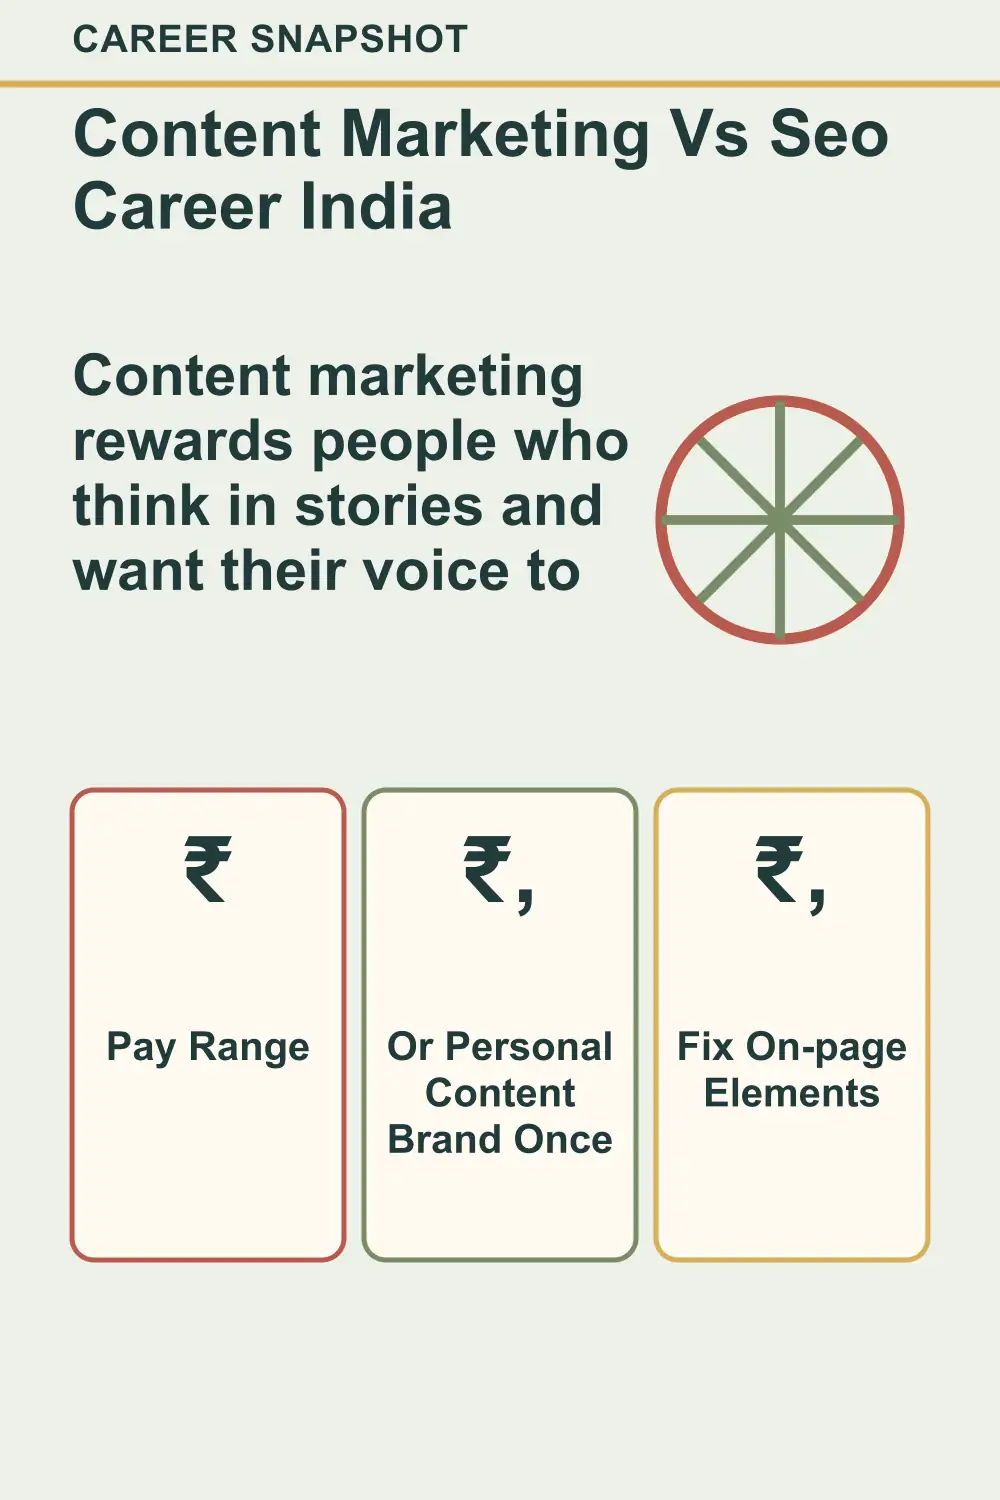 CAREER SNAPSHOT
Content Marketing Vs Seo
Career India
Content marketing
rewards people who
think in stories and
want their voice to
₹
Pay Range
₹,
Or Personal
Content
Brand Once
₹,
Fix On-page
Elements